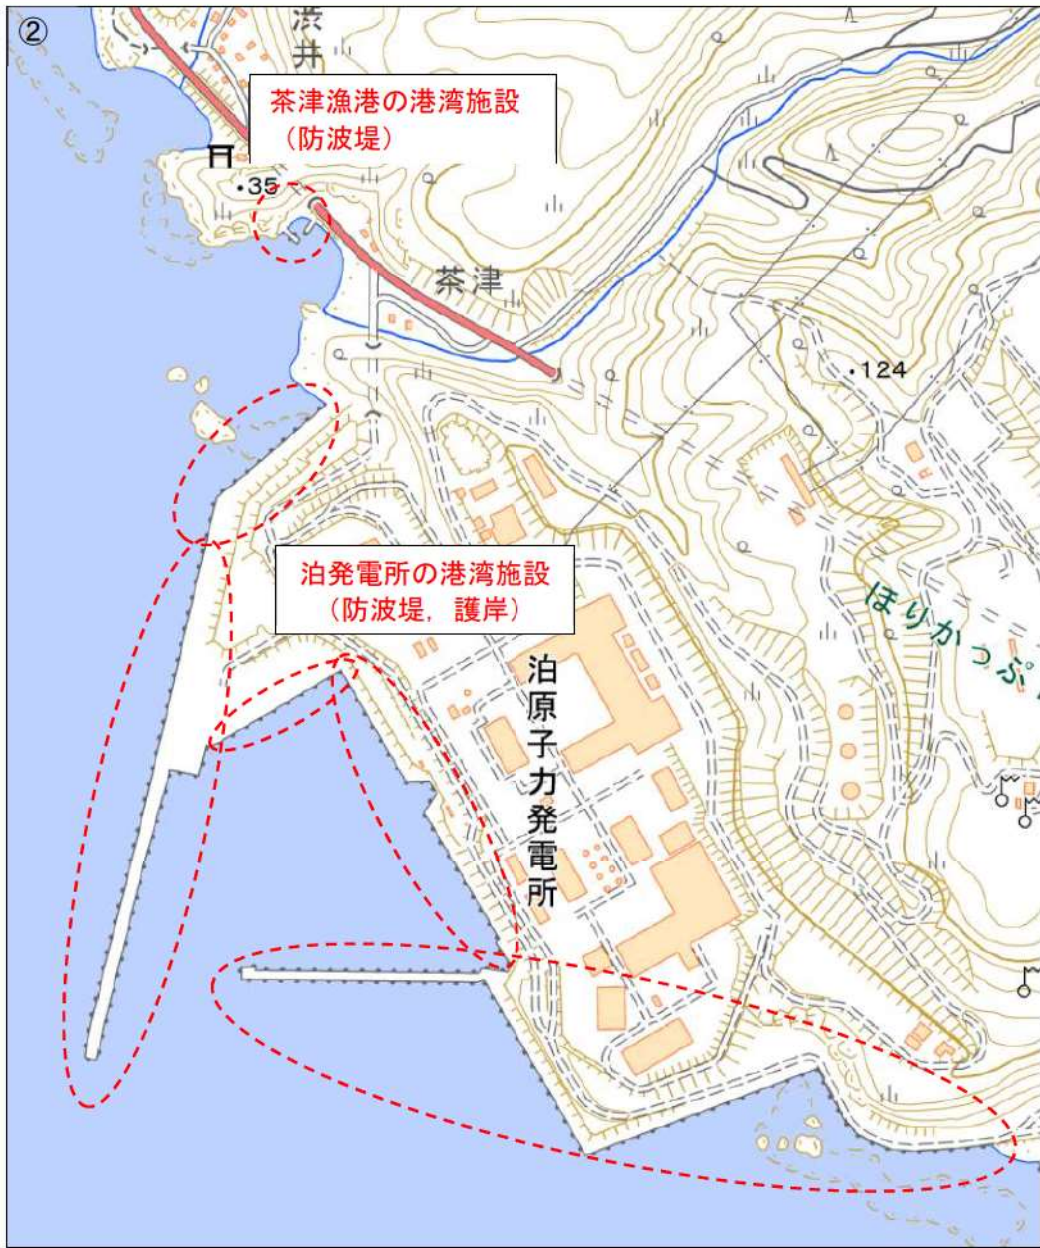 ②
渋井
茶津漁港の港湾施設
（防波堤）
・35
茶津
・124
泊発電所の港湾施設
（防波堤，護岸）
ほりかっぷ
泊原子力発電所